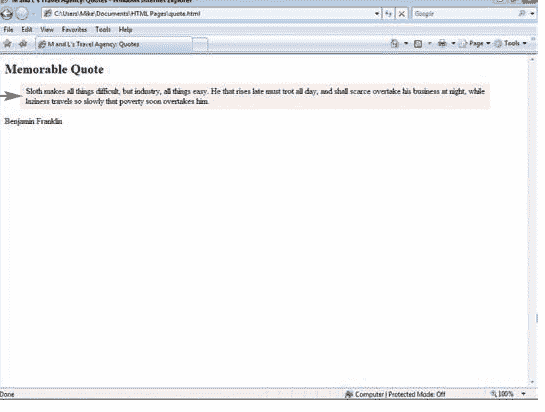 M and L's Travel Agency: Quotes - Windows Internet Explorer
C:\Users\Mike\Documents\HTML Pages\quote.html
Google
File Edit View Favorites Tools Help
M and L's Travel Agency: Quotes
Page Tools
Memorable Quote
Sloth makes all things difficult, but industry, all things easy. He that rises late must trot all day, and shall scarce overtake his business at night, while
laziness travels so slowly that poverty soon overtakes him.
Benjamin Franklin
Done
Computer | Protected Mode: Off
100%